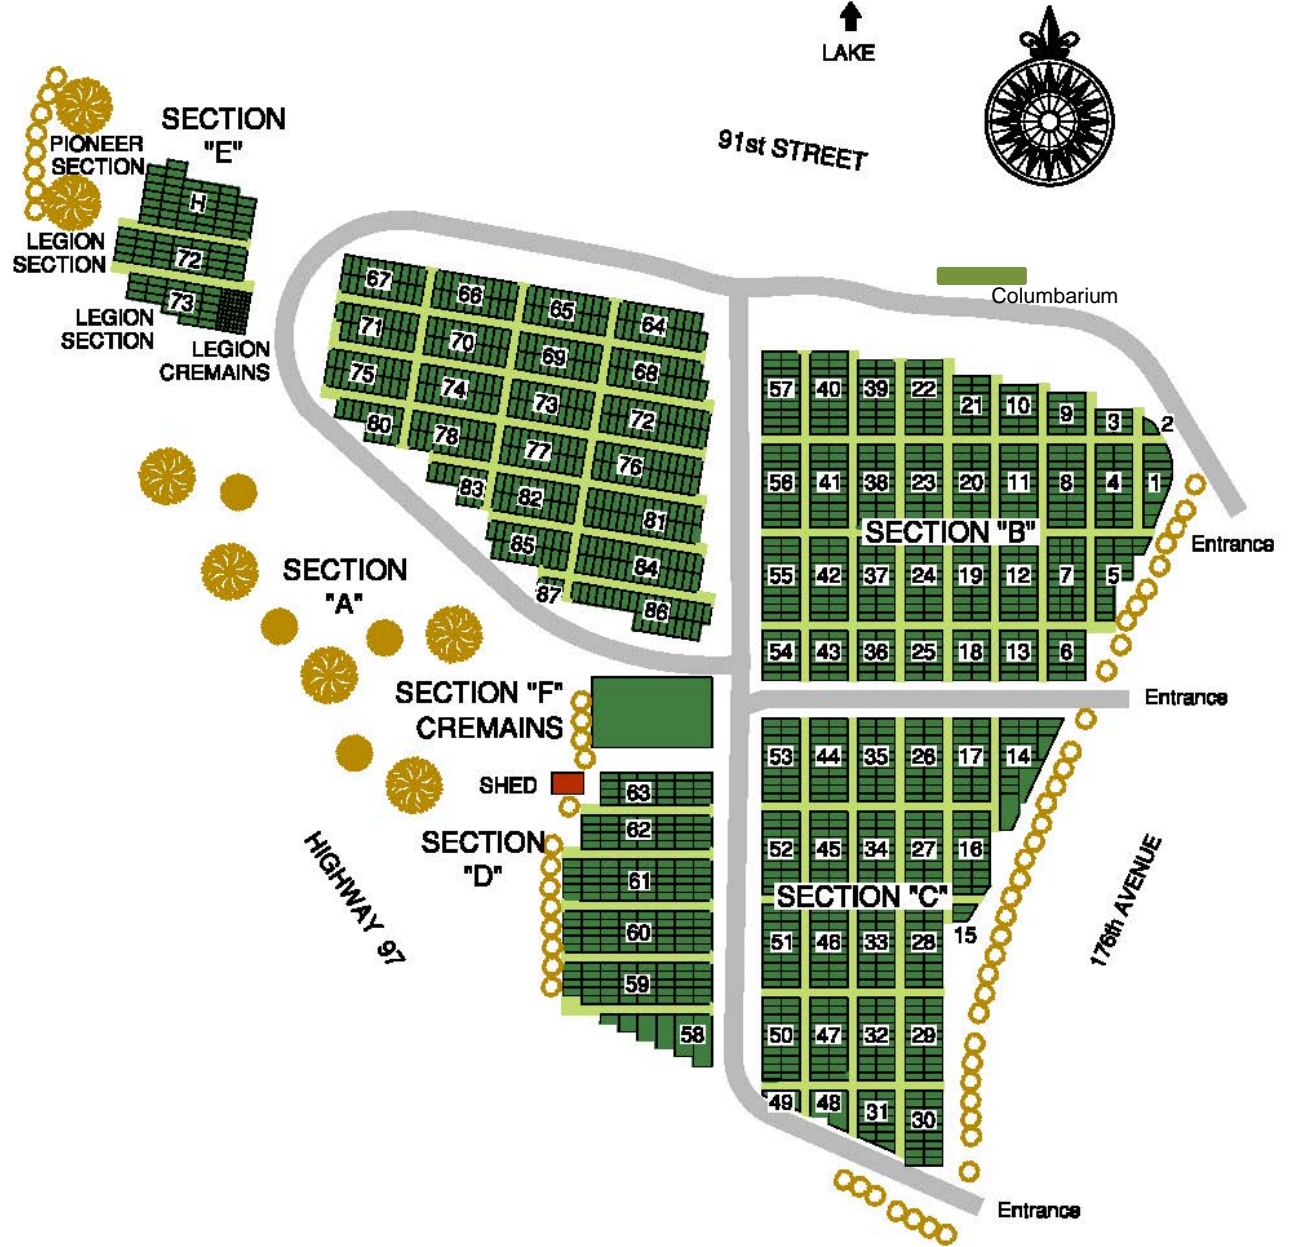 LAKE
91st STREET
SECTION
"E"
PIONEER
SECTION
H
LEGION
SECTION
72
73
LEGION
SECTION
LEGION
CREMAINS
Columbarium
67 66 65 64
71 70 69 68
75 74 73 72
80 78 77 76
83 82 81
85 84
87 86
57 40 39 22 21 10 9 3 2
56 41 38 23 20 11 8 4 1
SECTION "B"
Entrance
55 42 37 24 19 12 7 5
54 43 36 25 18 13 6
SECTION
"A"
SECTION "F"
CREMAINS
Entrance
53 44 35 26 17 14
SHED
63
62
SECTION
"D"
61
60
59
58
HIGHWAY 97
52 45 34 27 16
SECTION "C"
15
51 46 33 28
50 47 32 29
49 48 31 30
176th AVENUE
Entrance